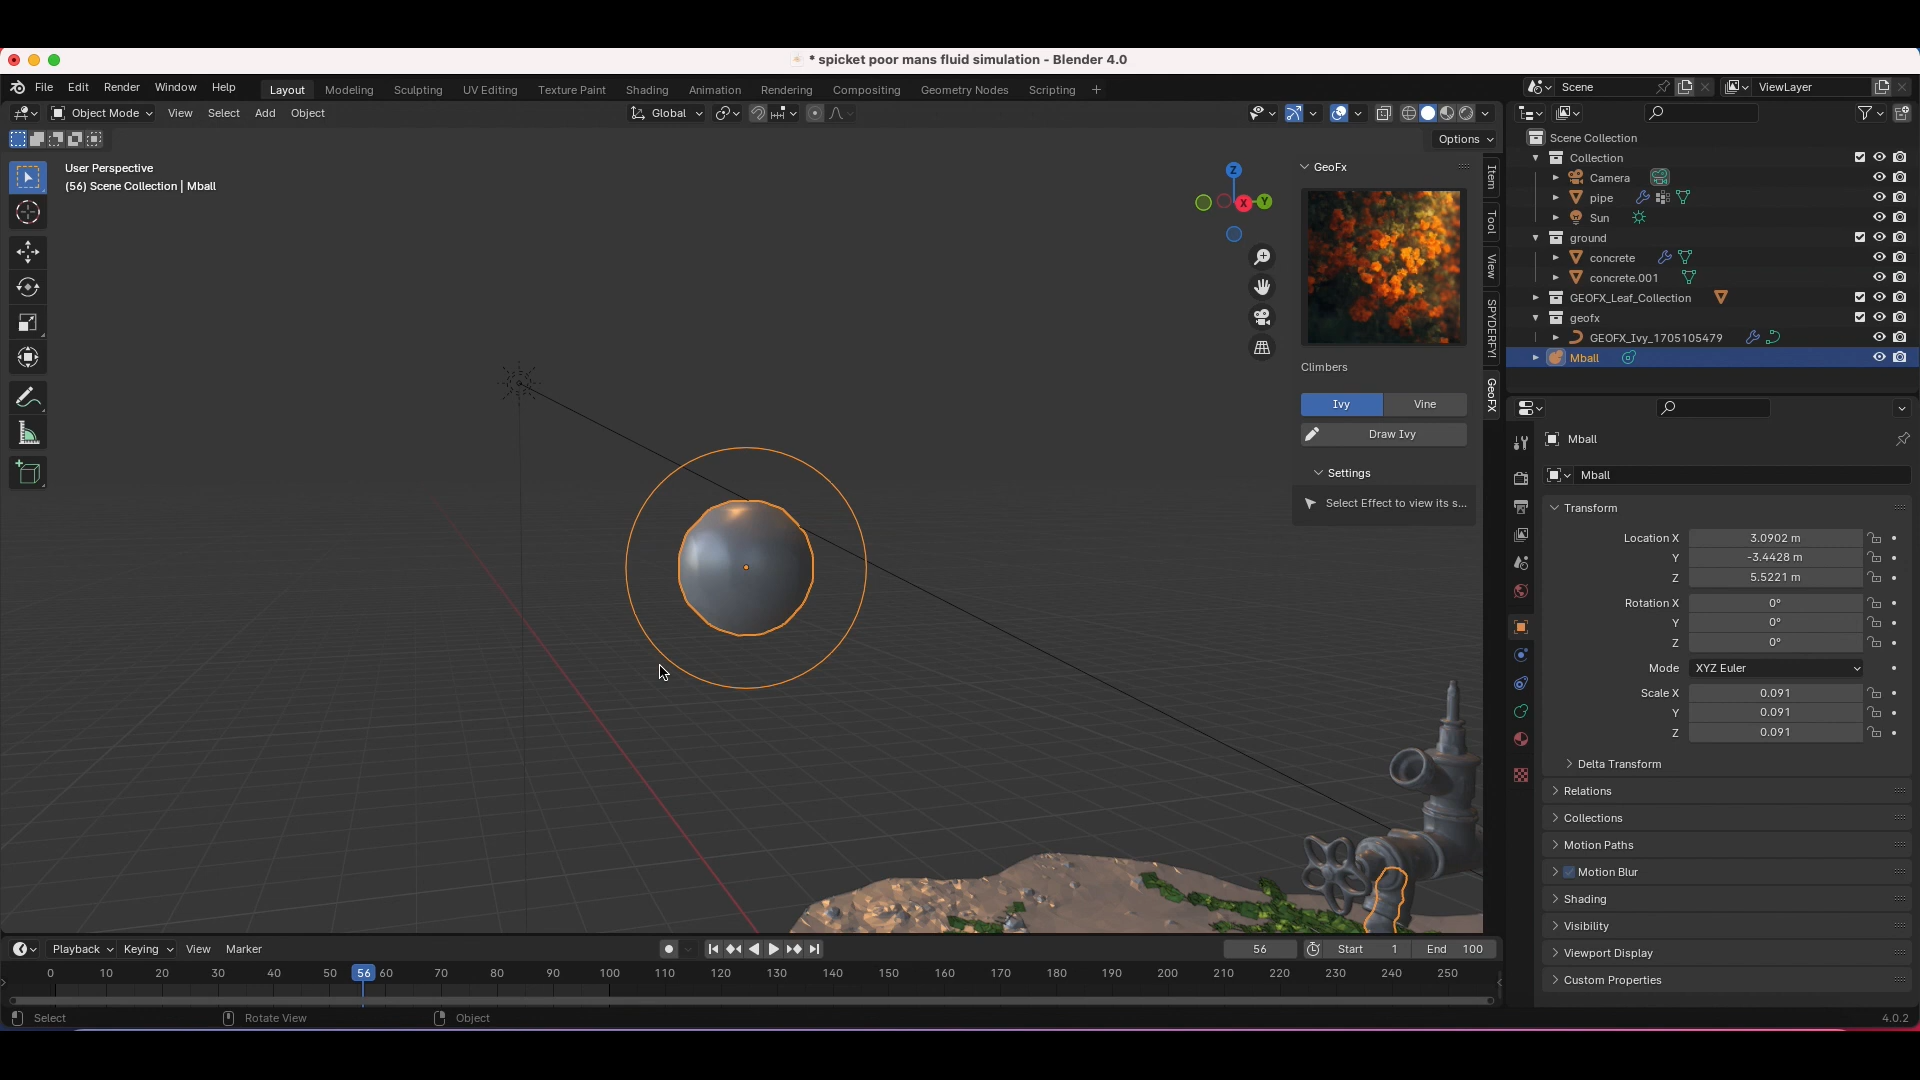 * spicket poor mans fluid simulation - Blender 4.0
File Edit Render Window Help Layout Modeling Sculpting UV Editing Texture Paint Shading Animation Rendering Compositing Geometry Nodes Scripting + Scene ViewLayer
Object Mode View Select Add Object Global
Options
User Perspective
(56) Scene Collection | Mball
Z
X
Y
GeoFx
Climbers
Ivy Vine
Draw Ivy
Settings
Select Effect to view its s...
Item
Tool
View
SPYDERFY!
GeoFX
Scene Collection
Collection
Camera
pipe
Sun
ground
concrete
concrete.001
GEOFX_Leaf_Collection
geofx
GEOFX_Ivy_1705105479
Mball
Mball
Mball
Transform
Location X 3.0902 m
Y -3.4428 m
Z 5.5221 m
Rotation X 0°
Y 0°
Z 0°
Mode XYZ Euler
Scale X 0.091
Y 0.091
Z 0.091
Delta Transform
Relations
Collections
Motion Paths
Motion Blur
Shading
Visibility
Viewport Display
Custom Properties
Playback Keying View Marker 56 Start 1 End 100
0 10 20 30 40 50 56 60 70 80 90 100 110 120 130 140 150 160 170 180 190 200 210 220 230 240 250
Select Rotate View Object 4.0.2